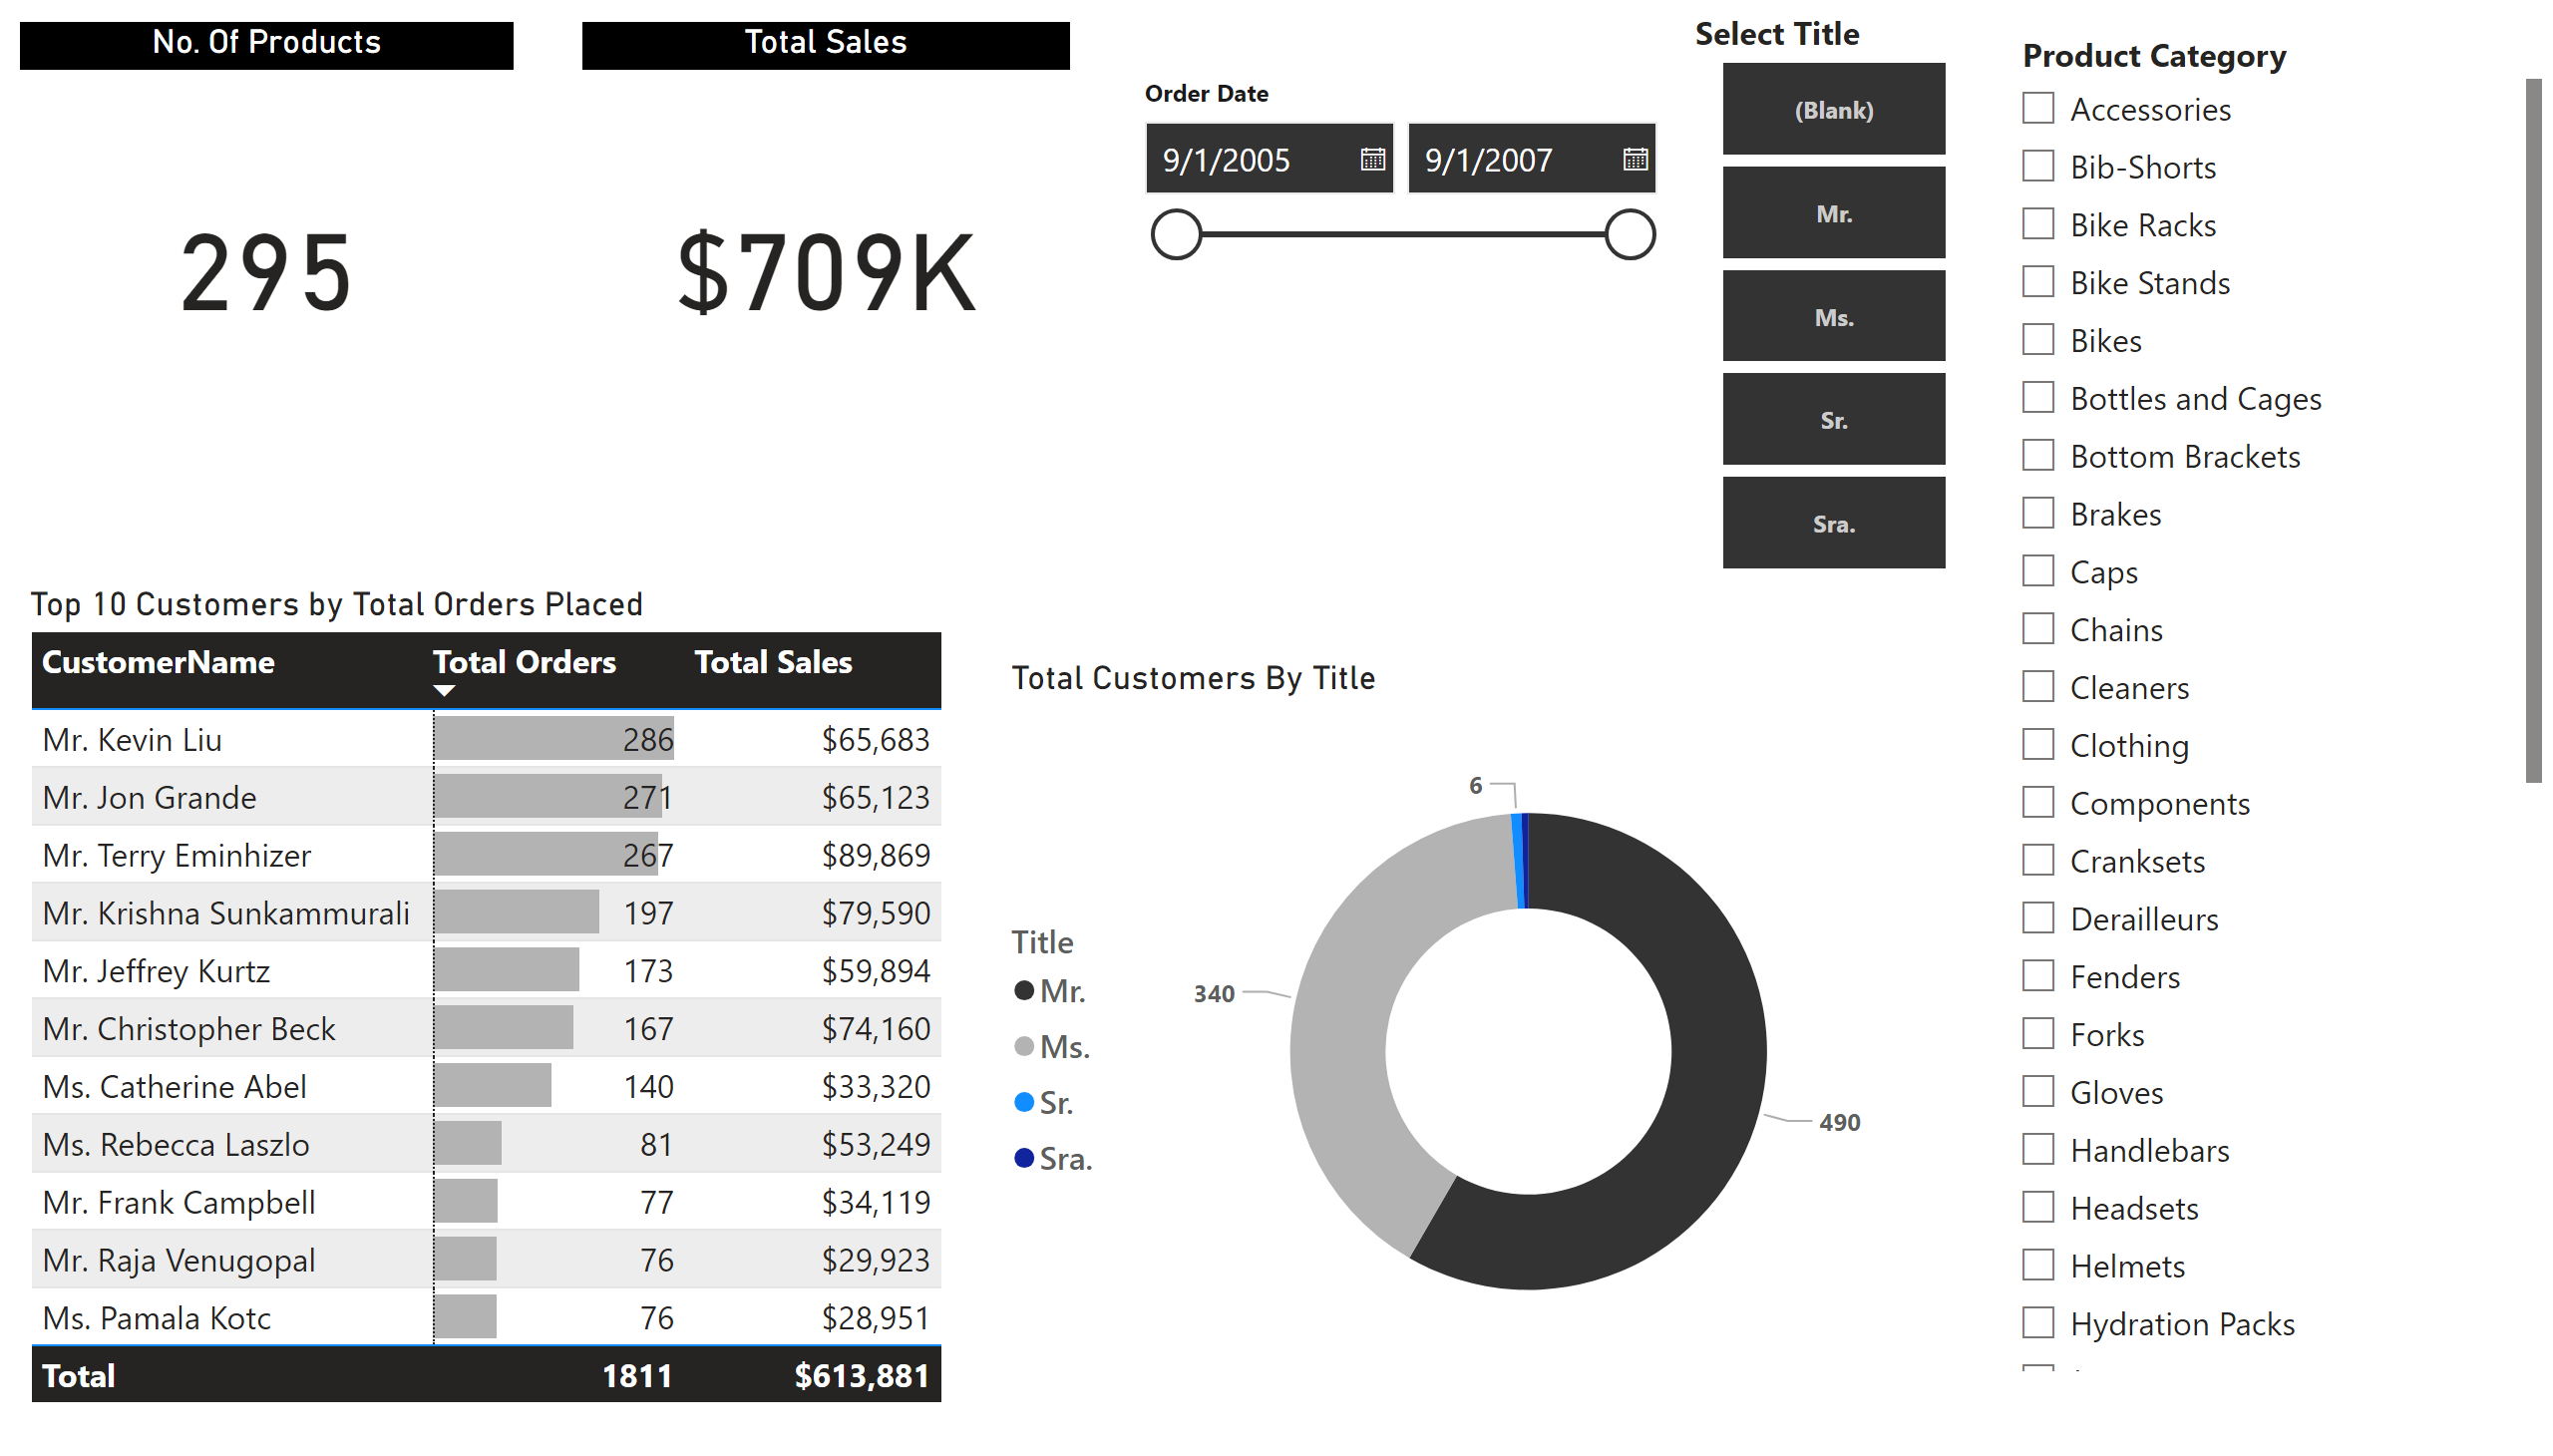 No. Of Products
295
Total Sales
$709K
Order Date
9/1/2005 9/1/2007
Select Title
(Blank)
Mr.
Ms.
Sr.
Sra.
Product Category
Accessories
Bib-Shorts
Bike Racks
Bike Stands
Bikes
Bottles and Cages
Bottom Brackets
Brakes
Caps
Chains
Cleaners
Clothing
Components
Cranksets
Derailleurs
Fenders
Forks
Gloves
Handlebars
Headsets
Helmets
Hydration Packs
Top 10 Customers by Total Orders Placed
CustomerName Total Orders Total Sales
Mr. Kevin Liu 286 $65,683
Mr. Jon Grande 271 $65,123
Mr. Terry Eminhizer 267 $89,869
Mr. Krishna Sunkammurali 197 $79,590
Mr. Jeffrey Kurtz 173 $59,894
Mr. Christopher Beck 167 $74,160
Ms. Catherine Abel 140 $33,320
Ms. Rebecca Laszlo 81 $53,249
Mr. Frank Campbell 77 $34,119
Mr. Raja Venugopal 76 $29,923
Ms. Pamala Kotc 76 $28,951
Total 1811 $613,881
Total Customers By Title
Title
Mr.
Ms.
Sr.
Sra.
6
340
490